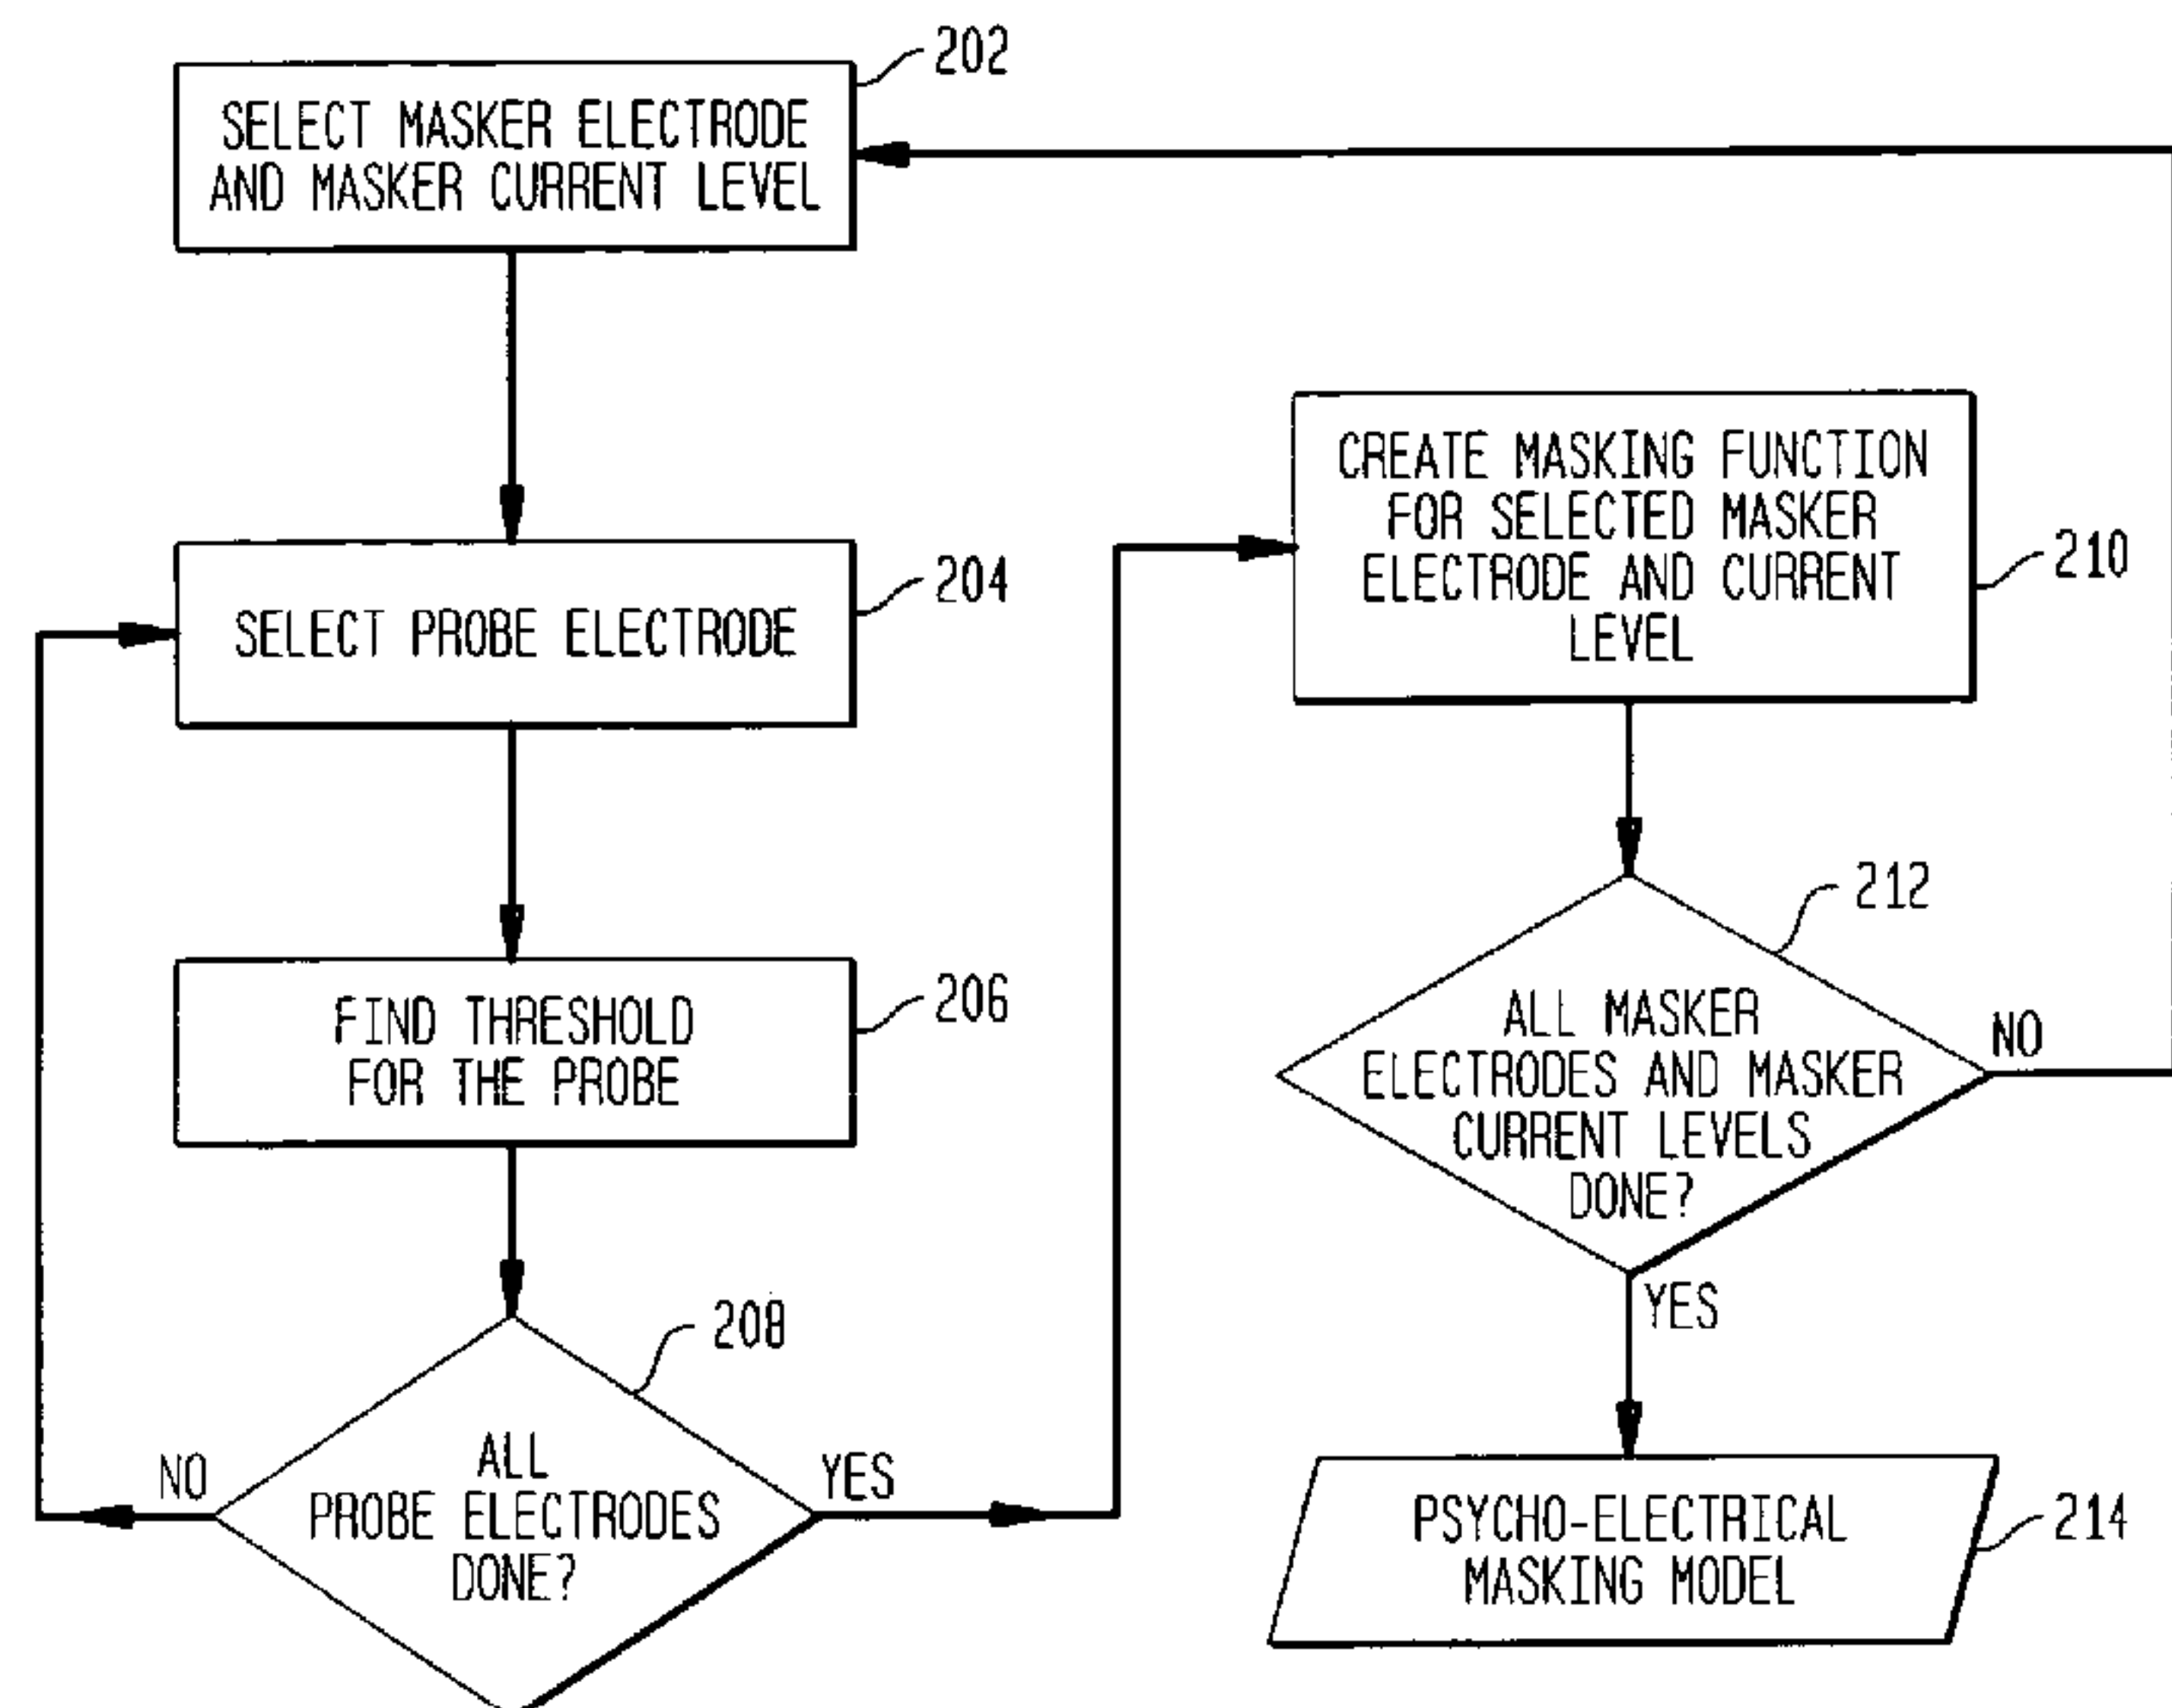 202
SELECT MASKER ELECTRODE
AND MASKER CURRENT LEVEL
204
SELECT PROBE ELECTRODE
206
FIND THRESHOLD
FOR THE PROBE
208
ALL
PROBE ELECTRODES
DONE?
NO
YES
CREATE MASKING FUNCTION
FOR SELECTED MASKER
ELECTRODE AND CURRENT
LEVEL
210
212
ALL MASKER
ELECTRODES AND MASKER
CURRENT LEVELS
DONE?
NO
YES
PSYCHO-ELECTRICAL
MASKING MODEL
214